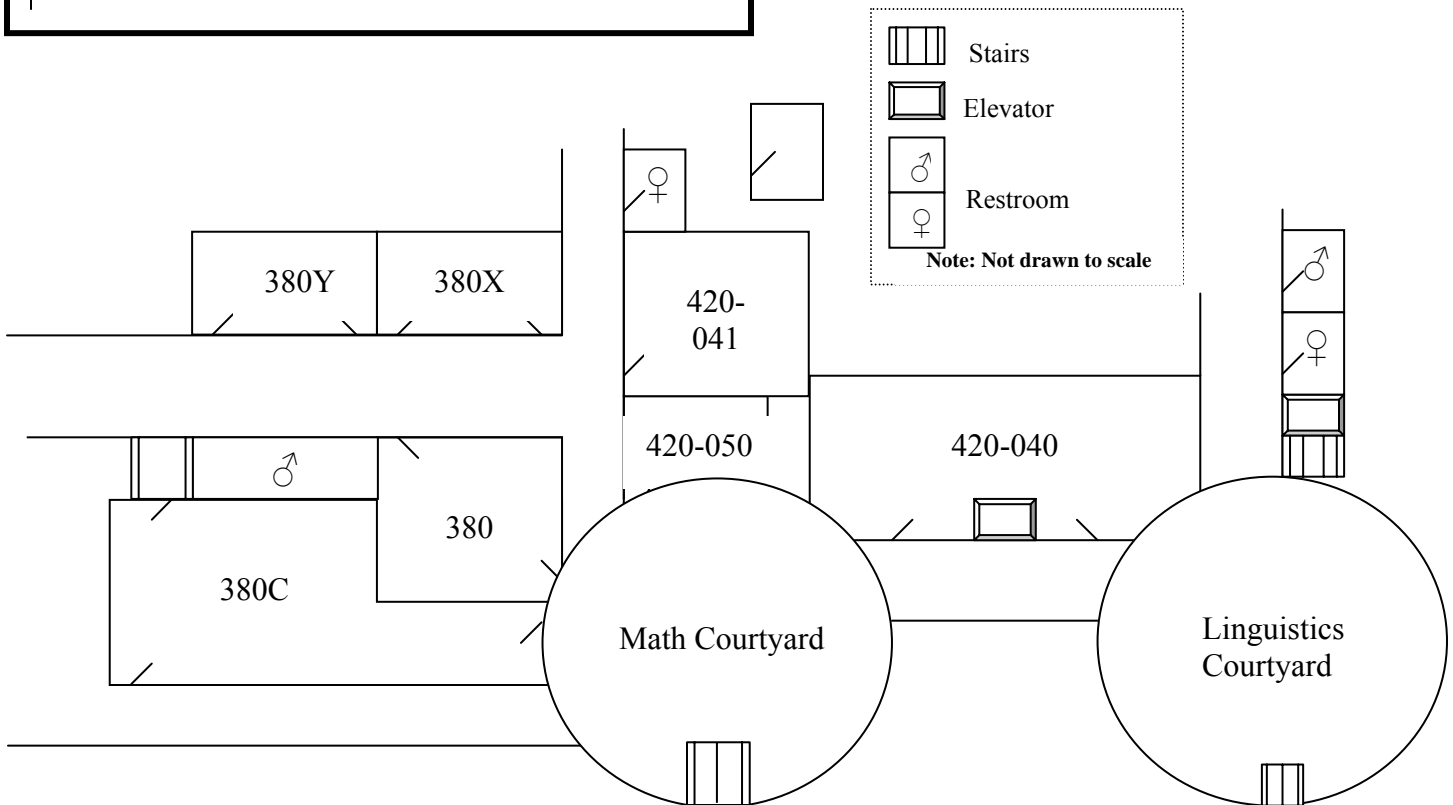 Stairs
Elevator
♂
Restroom
♀
Note: Not drawn to scale
♀
380Y
380X
420-
041
♂
♀
420-050
420-040
♂
380
380C
Math Courtyard
Linguistics
Courtyard